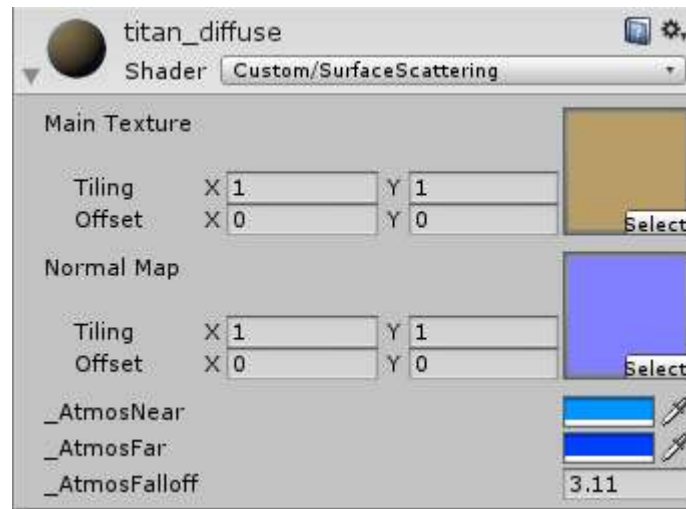 titan_diffuse
Shader Custom/SurfaceScattering
Main Texture
Tiling X 1 Y 1
Offset X 0 Y 0
Select
Normal Map
Tiling X 1 Y 1
Offset X 0 Y 0
Select
_AtmosNear
_AtmosFar
_AtmosFalloff 3.11